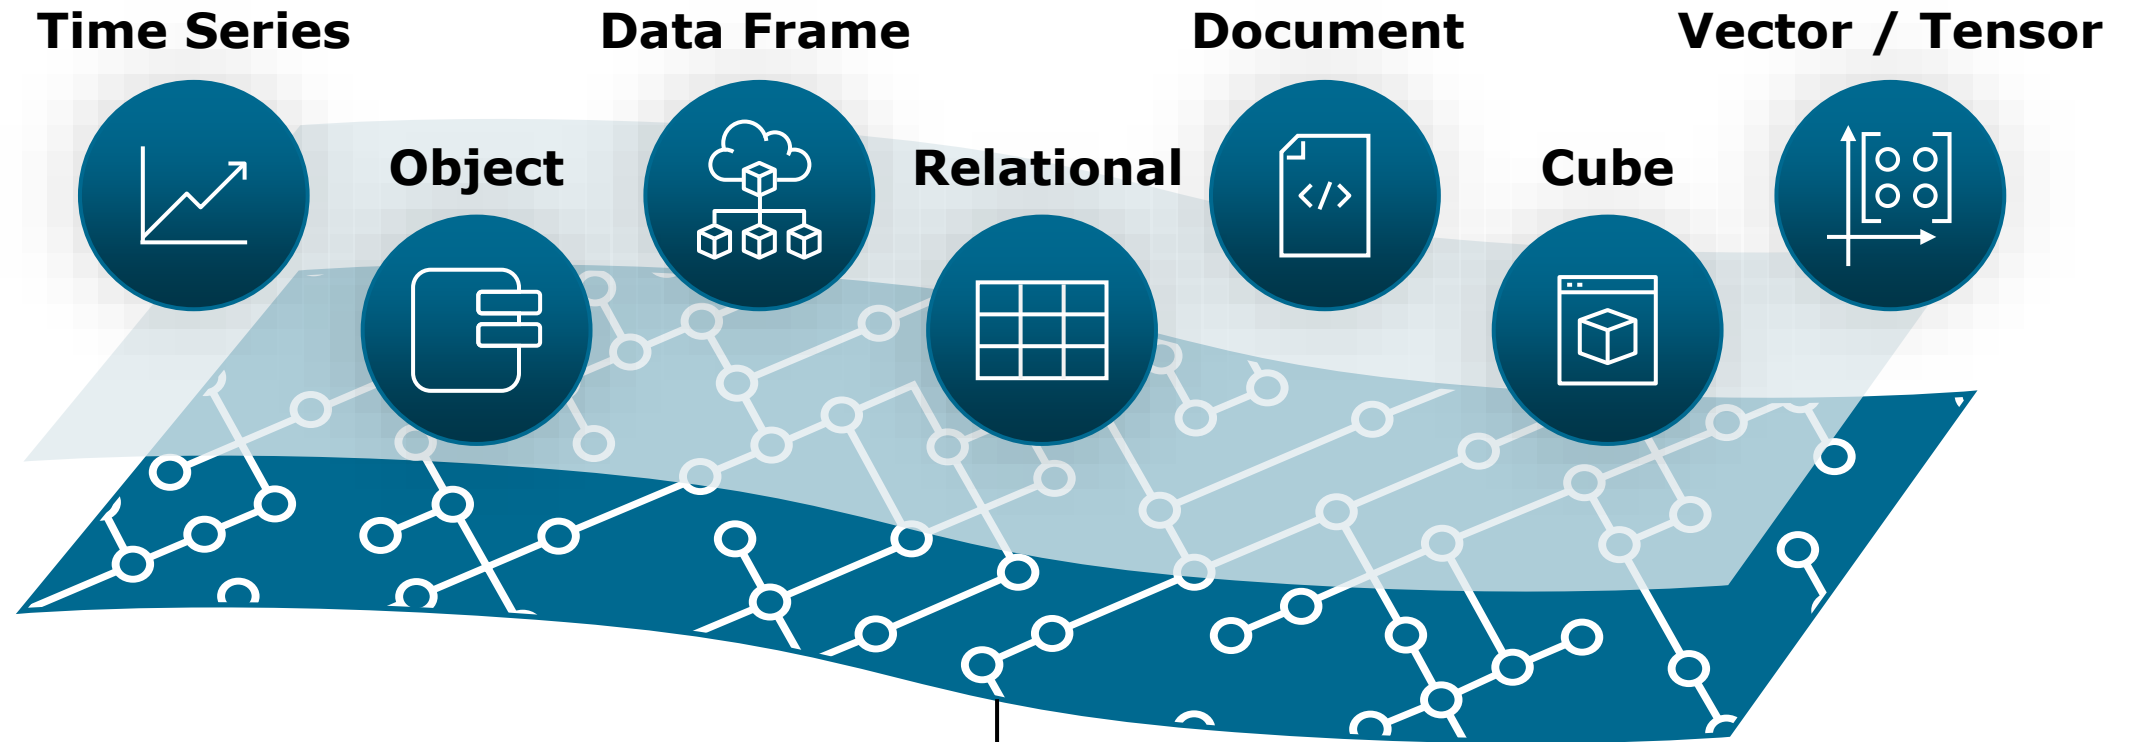 Time Series
Data Frame
Document
Vector / Tensor
Object
Relational
Cube
</>